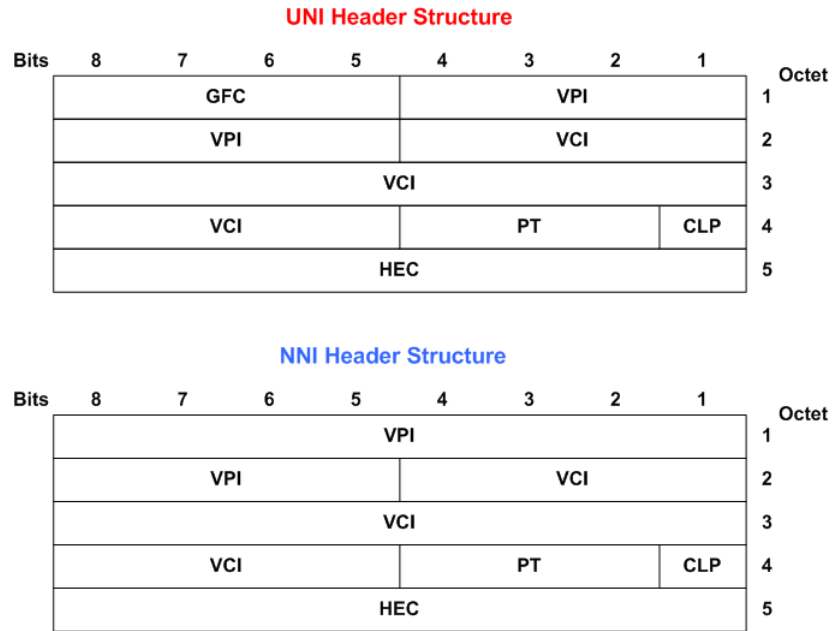 UNI Header Structure
Bits 8 7 6 5 4 3 2 1 Octet
GFC VPI 1
VPI VCI 2
VCI 3
VCI PT CLP 4
HEC 5
NNI Header Structure
Bits 8 7 6 5 4 3 2 1 Octet
VPI 1
VPI VCI 2
VCI 3
VCI PT CLP 4
HEC 5